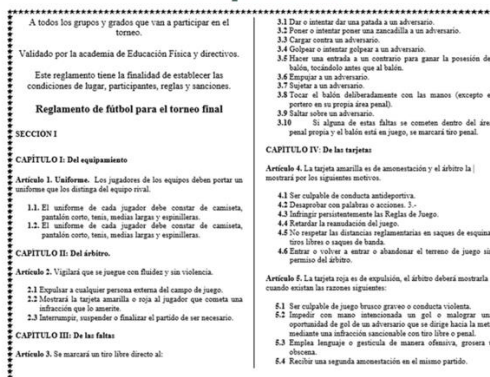 A todos los grupos y grados que van a participar en el
torneo.
Validado por la academia de Educación Física y directivos.
Este reglamento tiene la finalidad de establecer las
condiciones de lugar, participantes, reglas y sanciones.
Reglamento de fútbol para el torneo final
SECCION I
CAPÍTULO I: Del equipamiento
Artículo 1. Uniforme. Los jugadores de los equipos deben portar un
uniforme que los distinga del equipo rival.
1.1. El uniforme de cada jugador debe constar de camiseta,
pantalón corto, tenis, medias largas y espinilleras.
1.2. El uniforme de cada jugador debe constar de camiseta,
pantalón corto, tenis, medias largas y espinilleras.
CAPÍTULO II: Del árbitro.
Artículo 2. Vigilará que se juegue con fluidez y sin violencia.
2.1 Expulsar a cualquier persona externa del campo de juego.
2.2 Mostrará la tarjeta amarilla o roja al jugador que cometa una
infracción que lo amerite.
2.3 Interrumpir, suspender o finalizar el partido de ser necesario.
CAPÍTULO III: De las faltas
Artículo 3. Se marcará un tiro libre directo al:
3.1 Dar o intentar dar una patada a un adversario.
3.2 Poner o intentar poner una zancadilla a un adversario.
3.3 Cargar contra un adversario.
3.4 Golpear o intentar golpear a un adversario.
3.5 Hacer una entrada a un contrario para ganar la posesión de
balón, tocándolo antes que al balón.
3.6 Empujar a un adversario.
3.7 Sujetar a un adversario.
3.8 Tocar el balón deliberadamente con las manos (excepto e
portero en su propia área penal).
3.9 Saltar sobre un adversario.
3.10 Si alguna de estas faltas se cometen dentro del áre
penal propia y el balón está en juego, se marcará tiro penal.
CAPÍTULO IV: De las tarjetas
Artículo 4. La tarjeta amarilla es de amonestación y el árbitro la
mostrará por los siguientes motivos.
4.1 Ser culpable de conducta antideportiva.
4.2 Desaprobar con palabras o acciones. 3.-
4.3 Infringir persistentemente las Reglas de Juego.
4.4 Retardar la reanudación del juego.
4.5 No respetar las distancias reglamentarias en saques de esquina
tiros libres o saques de banda.
4.6 Entrar o volver a entrar o abandonar el terreno de juego si
permiso del árbitro.
Artículo 5. La tarjeta roja es de expulsión, el árbitro deberá mostrarla
cuando existan las razones siguientes:
5.1 Ser culpable de juego brusco graveo o conducta violenta.
5.2 Impedir con mano intencionada un gol o malograr un
oportunidad de gol de un adversario que se dirige hacia la met
mediante una infracción sancionable con tiro libre o penal.
5.3 Emplea lenguaje o gesticula de manera ofensiva, grosera
obscena.
5.4 Recibir una segunda amonestación en el mismo partido.